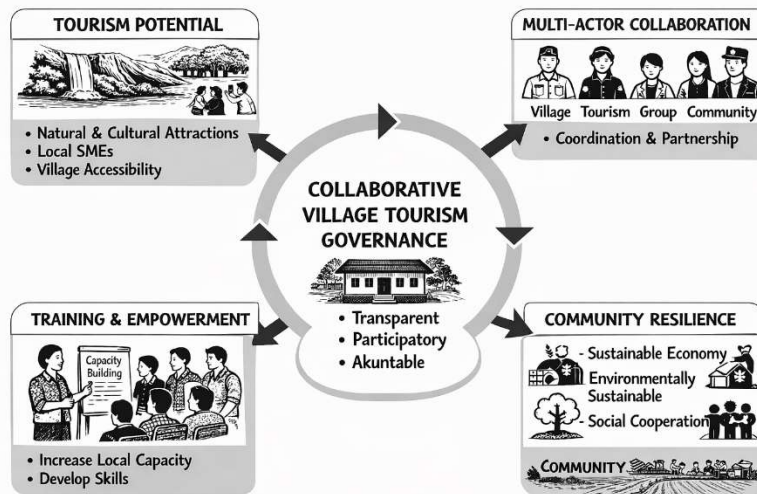 TOURISM POTENTIAL
• Natural & Cultural Attractions
• Local SMEs
• Village Accessibility
MULTI-ACTOR COLLABORATION
Village Tourism Group Community
• Coordination & Partnership
COLLABORATIVE
VILLAGE TOURISM
GOVERNANCE
• Transparent
• Participatory
• Akuntable
TRAINING & EMPOWERMENT
Capacity
Building
• Increase Local Capacity
• Develop Skills
COMMUNITY RESILIENCE
- Sustainable Economy
Environmentally
Sustainable
- Social Cooperation
COMMUNITY